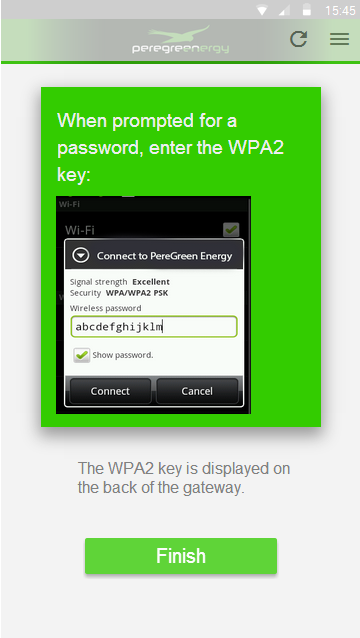 15:45
peregreenergy
When prompted for a
password, enter the WPA2
key:
Wi-Fi
Wi-Fi
Connect to PereGreen Energy
Signal strength Excellent
Security WPA/WPA2 PSK
Wireless password
abcdefghijklm
Show password.
Connect Cancel
The WPA2 key is displayed on
the back of the gateway.
Finish